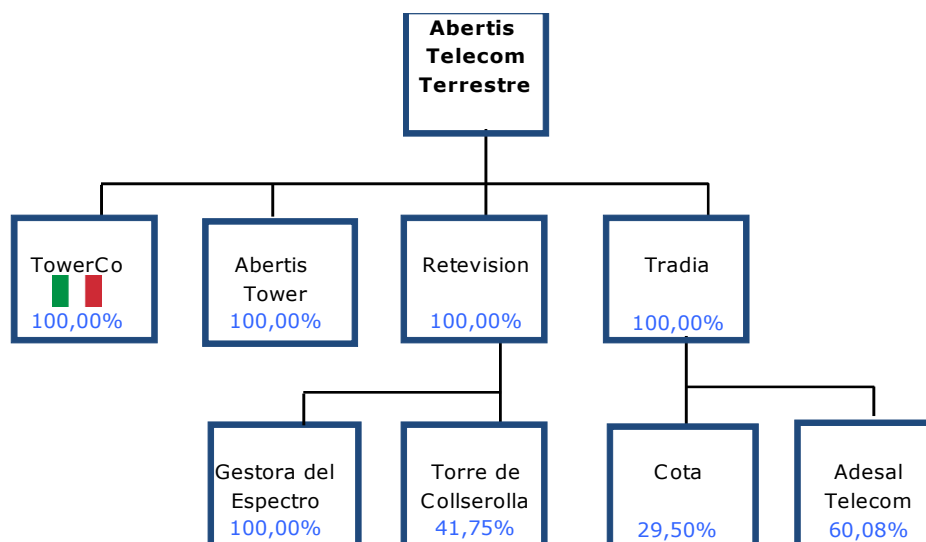 Abertis
Telecom
Terrestre
TowerCo
100,00%
Abertis
Tower
100,00%
Retevision
100,00%
Tradia
100,00%
Gestora del
Espectro
100,00%
Torre de
Collserolla
41,75%
Cota
29,50%
Adesal
Telecom
60,08%